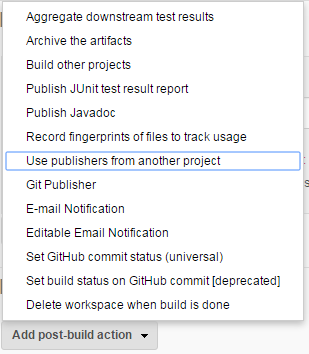 Aggregate downstream test results
Archive the artifacts
Build other projects
Publish JUnit test result report
Publish Javadoc
Record fingerprints of files to track usage
Use publishers from another project
Git Publisher
E-mail Notification
Editable Email Notification
Set GitHub commit status (universal)
Set build status on GitHub commit [deprecated]
Delete workspace when build is done
Add post-build action